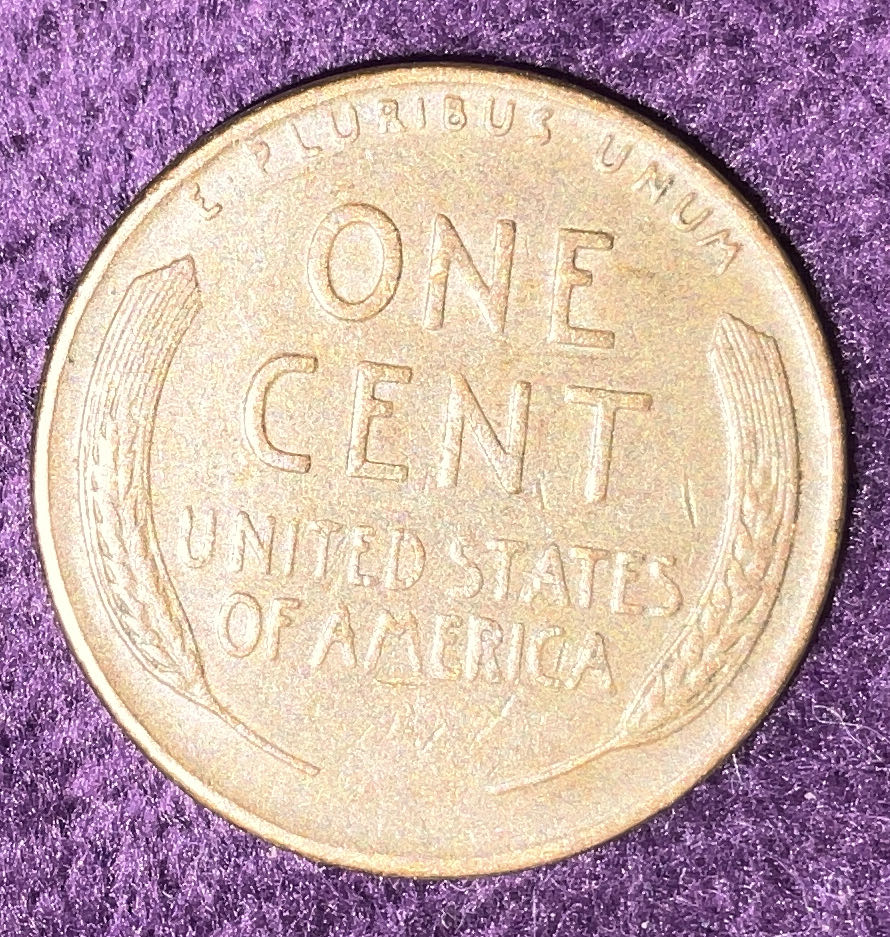 E·PLURIBUS UNUM
ONE
CENT
UNITED STATES
OF AMERICA